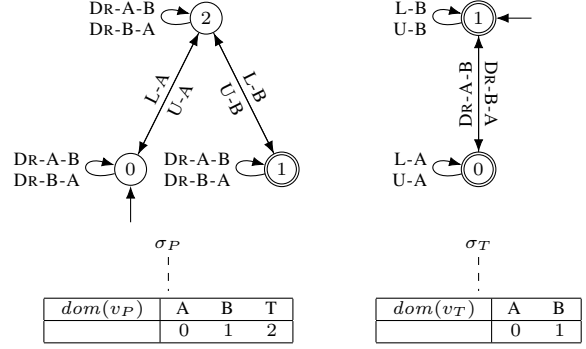 DR-A-B
DR-B-A
2
L-A
U-A
L-B
U-B
DR-A-B
DR-B-A
0
DR-A-B
DR-B-A
1
σP
dom(vP) A B T
0 1 2
L-B
U-B
1
DR-A-B
DR-B-A
L-A
U-A
0
σT
dom(vT) A B
0 1